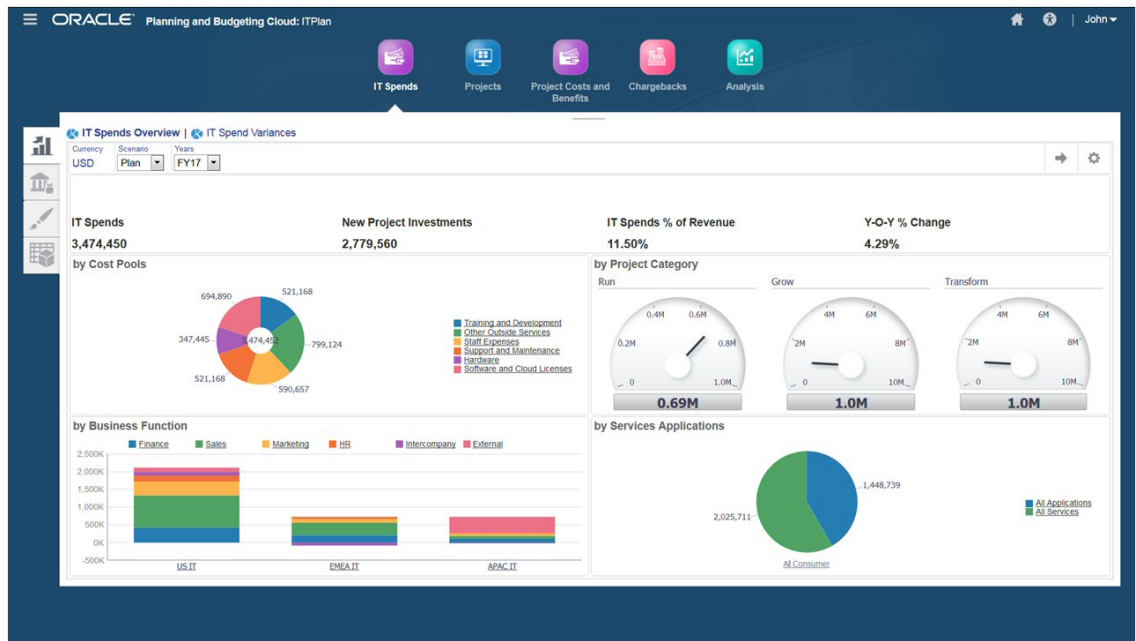 ORACLE® Planning and Budgeting Cloud: ITPlan
John
IT Spends
Projects
Project Costs and
Benefits
Chargebacks
Analysis
IT Spends Overview | IT Spend Variances
Currency Scenario Years
USD Plan FY17
IT Spends New Project Investments IT Spends % of Revenue Y-O-Y % Change
3,474,450 2,779,560 11.50% 4.29%
by Cost Pools
694,890
521,168
347,445
3,474,452
799,124
521,168
590,657
Training and Development
Other Outside Services
Staff Expenses
Support and Maintenance
Hardware
Software and Cloud Licenses
by Project Category
Run
0
0.2M
0.4M
0.6M
0.8M
1.0M
0.69M
Grow
0
2M
4M
6M
8M
10M
1.0M
Transform
0
2M
4M
6M
8M
10M
1.0M
by Business Function
Finance Sales Marketing HR Intercompany External
2,500K
2,000K
1,500K
1,000K
500K
0K
-500K
US IT EMEA IT APAC IT
by Services Applications
1,448,739
2,025,711
All Consumer
All Applications
All Services